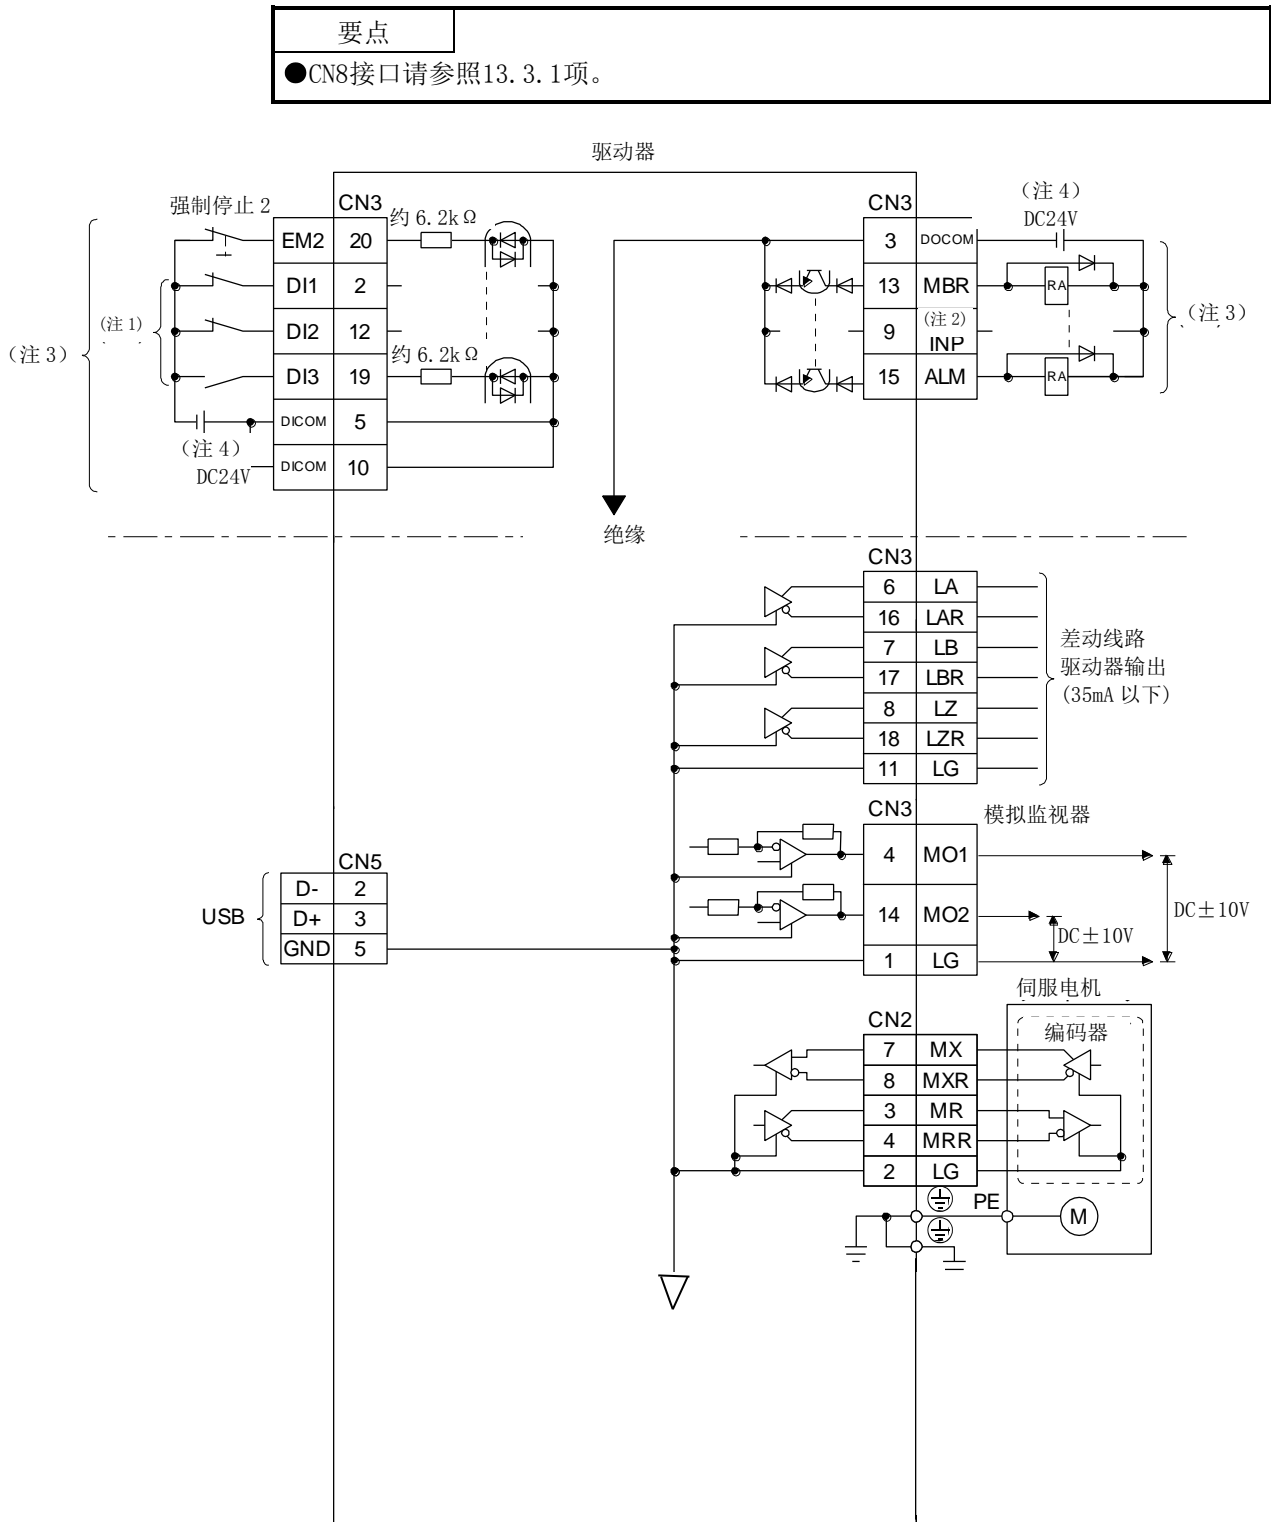 要点
●CN8接口请参照13.3.1项。
驱动器
强制停止 2
CN3
约 6.2kΩ
EM2 20
DI1 2
(注 1)
DI2 12
(注 3)
约 6.2kΩ
DI3 19
DICOM 5
(注 4)
DC24V
DICOM 10
(注 4)
CN3
DC24V
3 DOCOM
13 MBR
RA
(注 2)
9 INP
(注 3)
15 ALM
RA
绝缘
CN3
6 LA
16 LAR
7 LB
17 LBR
8 LZ
18 LZR
11 LG
差动线路
驱动器输出
(35mA 以下)
CN3
模拟监视器
4 MO1
14 MO2
1 LG
DC±10V
DC±10V
CN5
USB
D- 2
D+ 3
GND 5
伺服电机
编码器
CN2
7 MX
8 MXR
3 MR
4 MRR
2 LG
PE
M